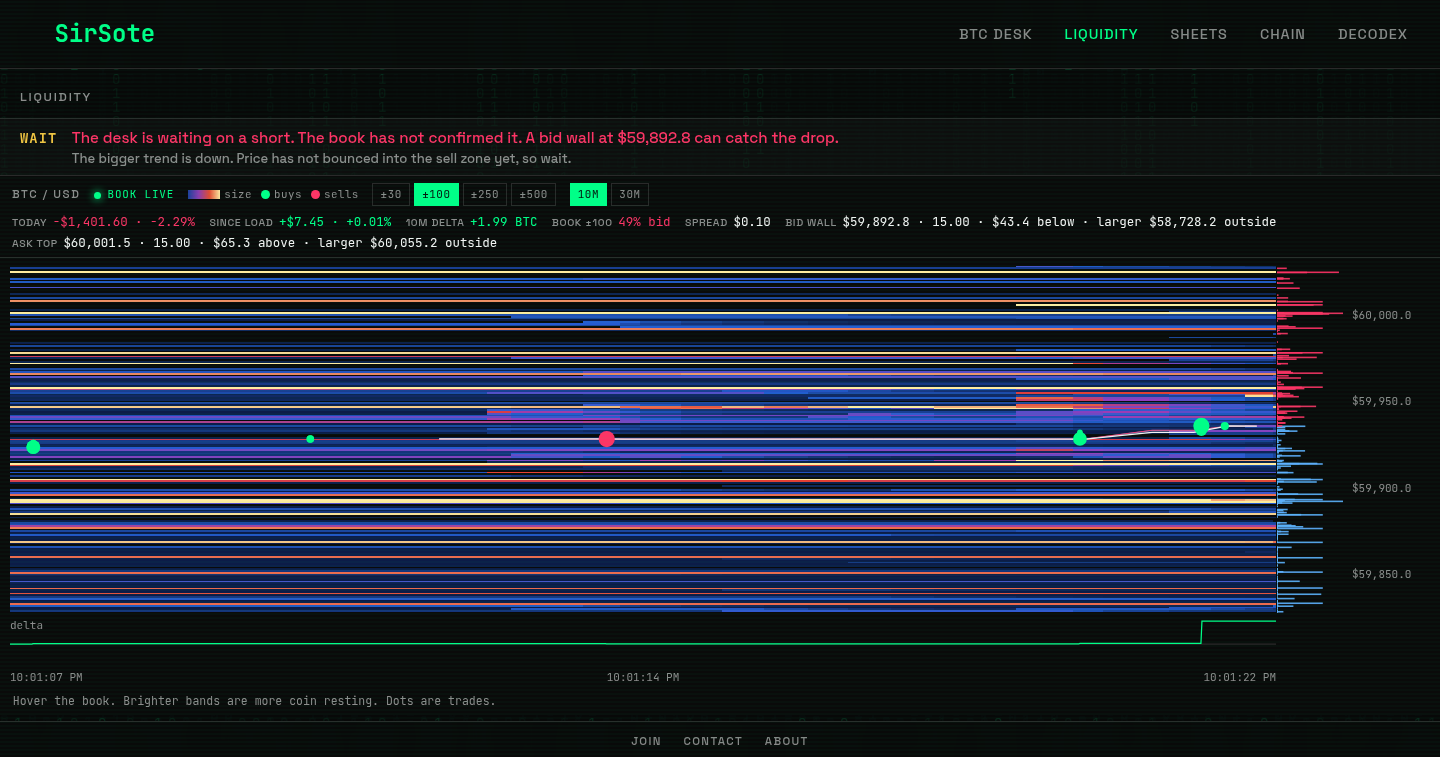 SirSote
BTC DESK LIQUIDITY SHEETS CHAIN DECODEX
LIQUIDITY
WAIT The desk is waiting on a short. The book has not confirmed it. A bid wall at $59,892.8 can catch the drop.
The bigger trend is down. Price has not bounced into the sell zone yet, so wait.
BTC / USD BOOK LIVE size buys sells ±30 ±100 ±250 ±500 10M 30M
TODAY -$1,401.60 · -2.29% SINCE LOAD +$7.45 · +0.01% 10M DELTA +1.99 BTC BOOK ±100 49% bid SPREAD $0.10 BID WALL $59,892.8 · 15.00 · $43.4 below · larger $58,728.2 outside
ASK TOP $60,001.5 · 15.00 · $65.3 above · larger $60,055.2 outside
$60,000.0
$59,950.0
$59,900.0
$59,850.0
delta
10:01:07 PM 10:01:14 PM 10:01:22 PM
Hover the book. Brighter bands are more coin resting. Dots are trades.
JOIN CONTACT ABOUT